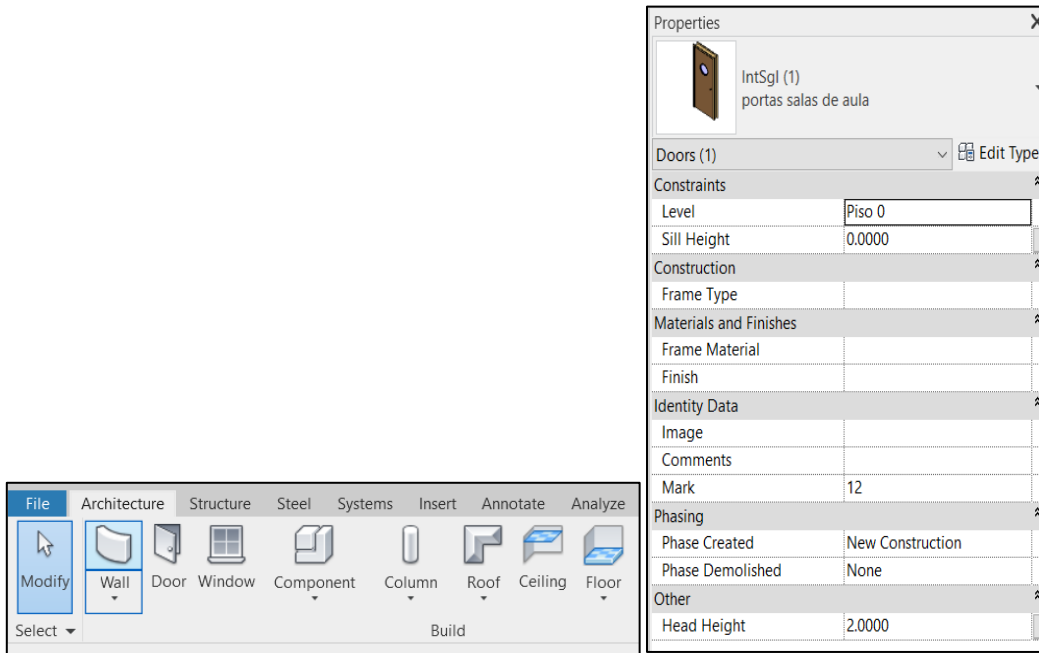 File Architecture Structure Steel Systems Insert Annotate Analyze
Modify Wall Door Window Component Column Roof Ceiling Floor
Select Build
Properties
IntSgl (1)
portas salas de aula
Doors (1) Edit Type
Constraints
Level Piso 0
Sill Height 0.0000
Construction
Frame Type
Materials and Finishes
Frame Material
Finish
Identity Data
Image
Comments
Mark 12
Phasing
Phase Created New Construction
Phase Demolished None
Other
Head Height 2.0000